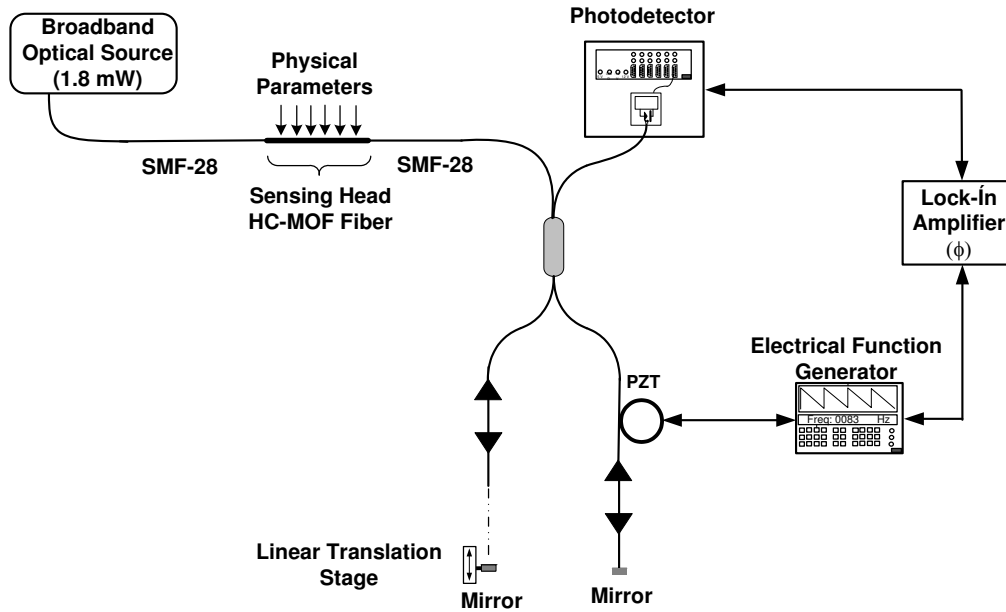 Broadband
Optical Source
(1.8 mW)
Physical
Parameters
SMF-28
SMF-28
Sensing Head
HC-MOF Fiber
Photodetector
Lock-Ín
Amplifier
(ϕ)
Electrical Function
Generator
PZT
Freq: 0083 Hz
Linear Translation
Stage
Mirror
Mirror